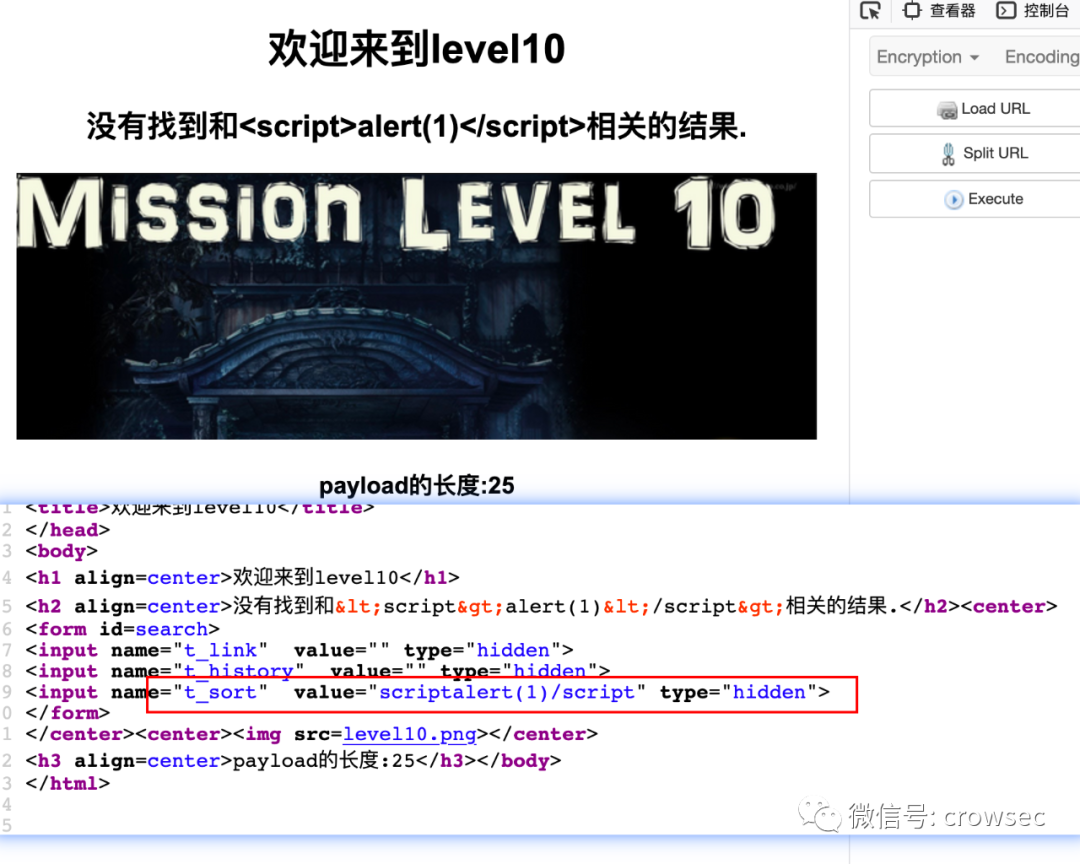 欢迎来到level10
没有找到和<script>alert(1)</script>相关的结果.
MISSION LEVEL 10
payload的长度:25
查看器
控制台
Encryption
Encoding
Load URL
Split URL
Execute
1 <title>欢迎来到level10</title>
2 </head>
3 <body>
4 <h1 align=center>欢迎来到level10</h1>
5 <h2 align=center>没有找到和&lt;script&gt;alert(1)&lt;/script&gt;相关的结果.</h2><center>
6 <form id=search>
7 <input name="t_link"  value="" type="hidden">
8 <input name="t_history"  value="" type="hidden">
9 <input name="t_sort"  value="scriptalert(1)/script" type="hidden">
0 </form>
1 </center><center><img src=level10.png></center>
2 <h3 align=center>payload的长度:25</h3></body>
3 </html>
4
5
微信号: crowsec